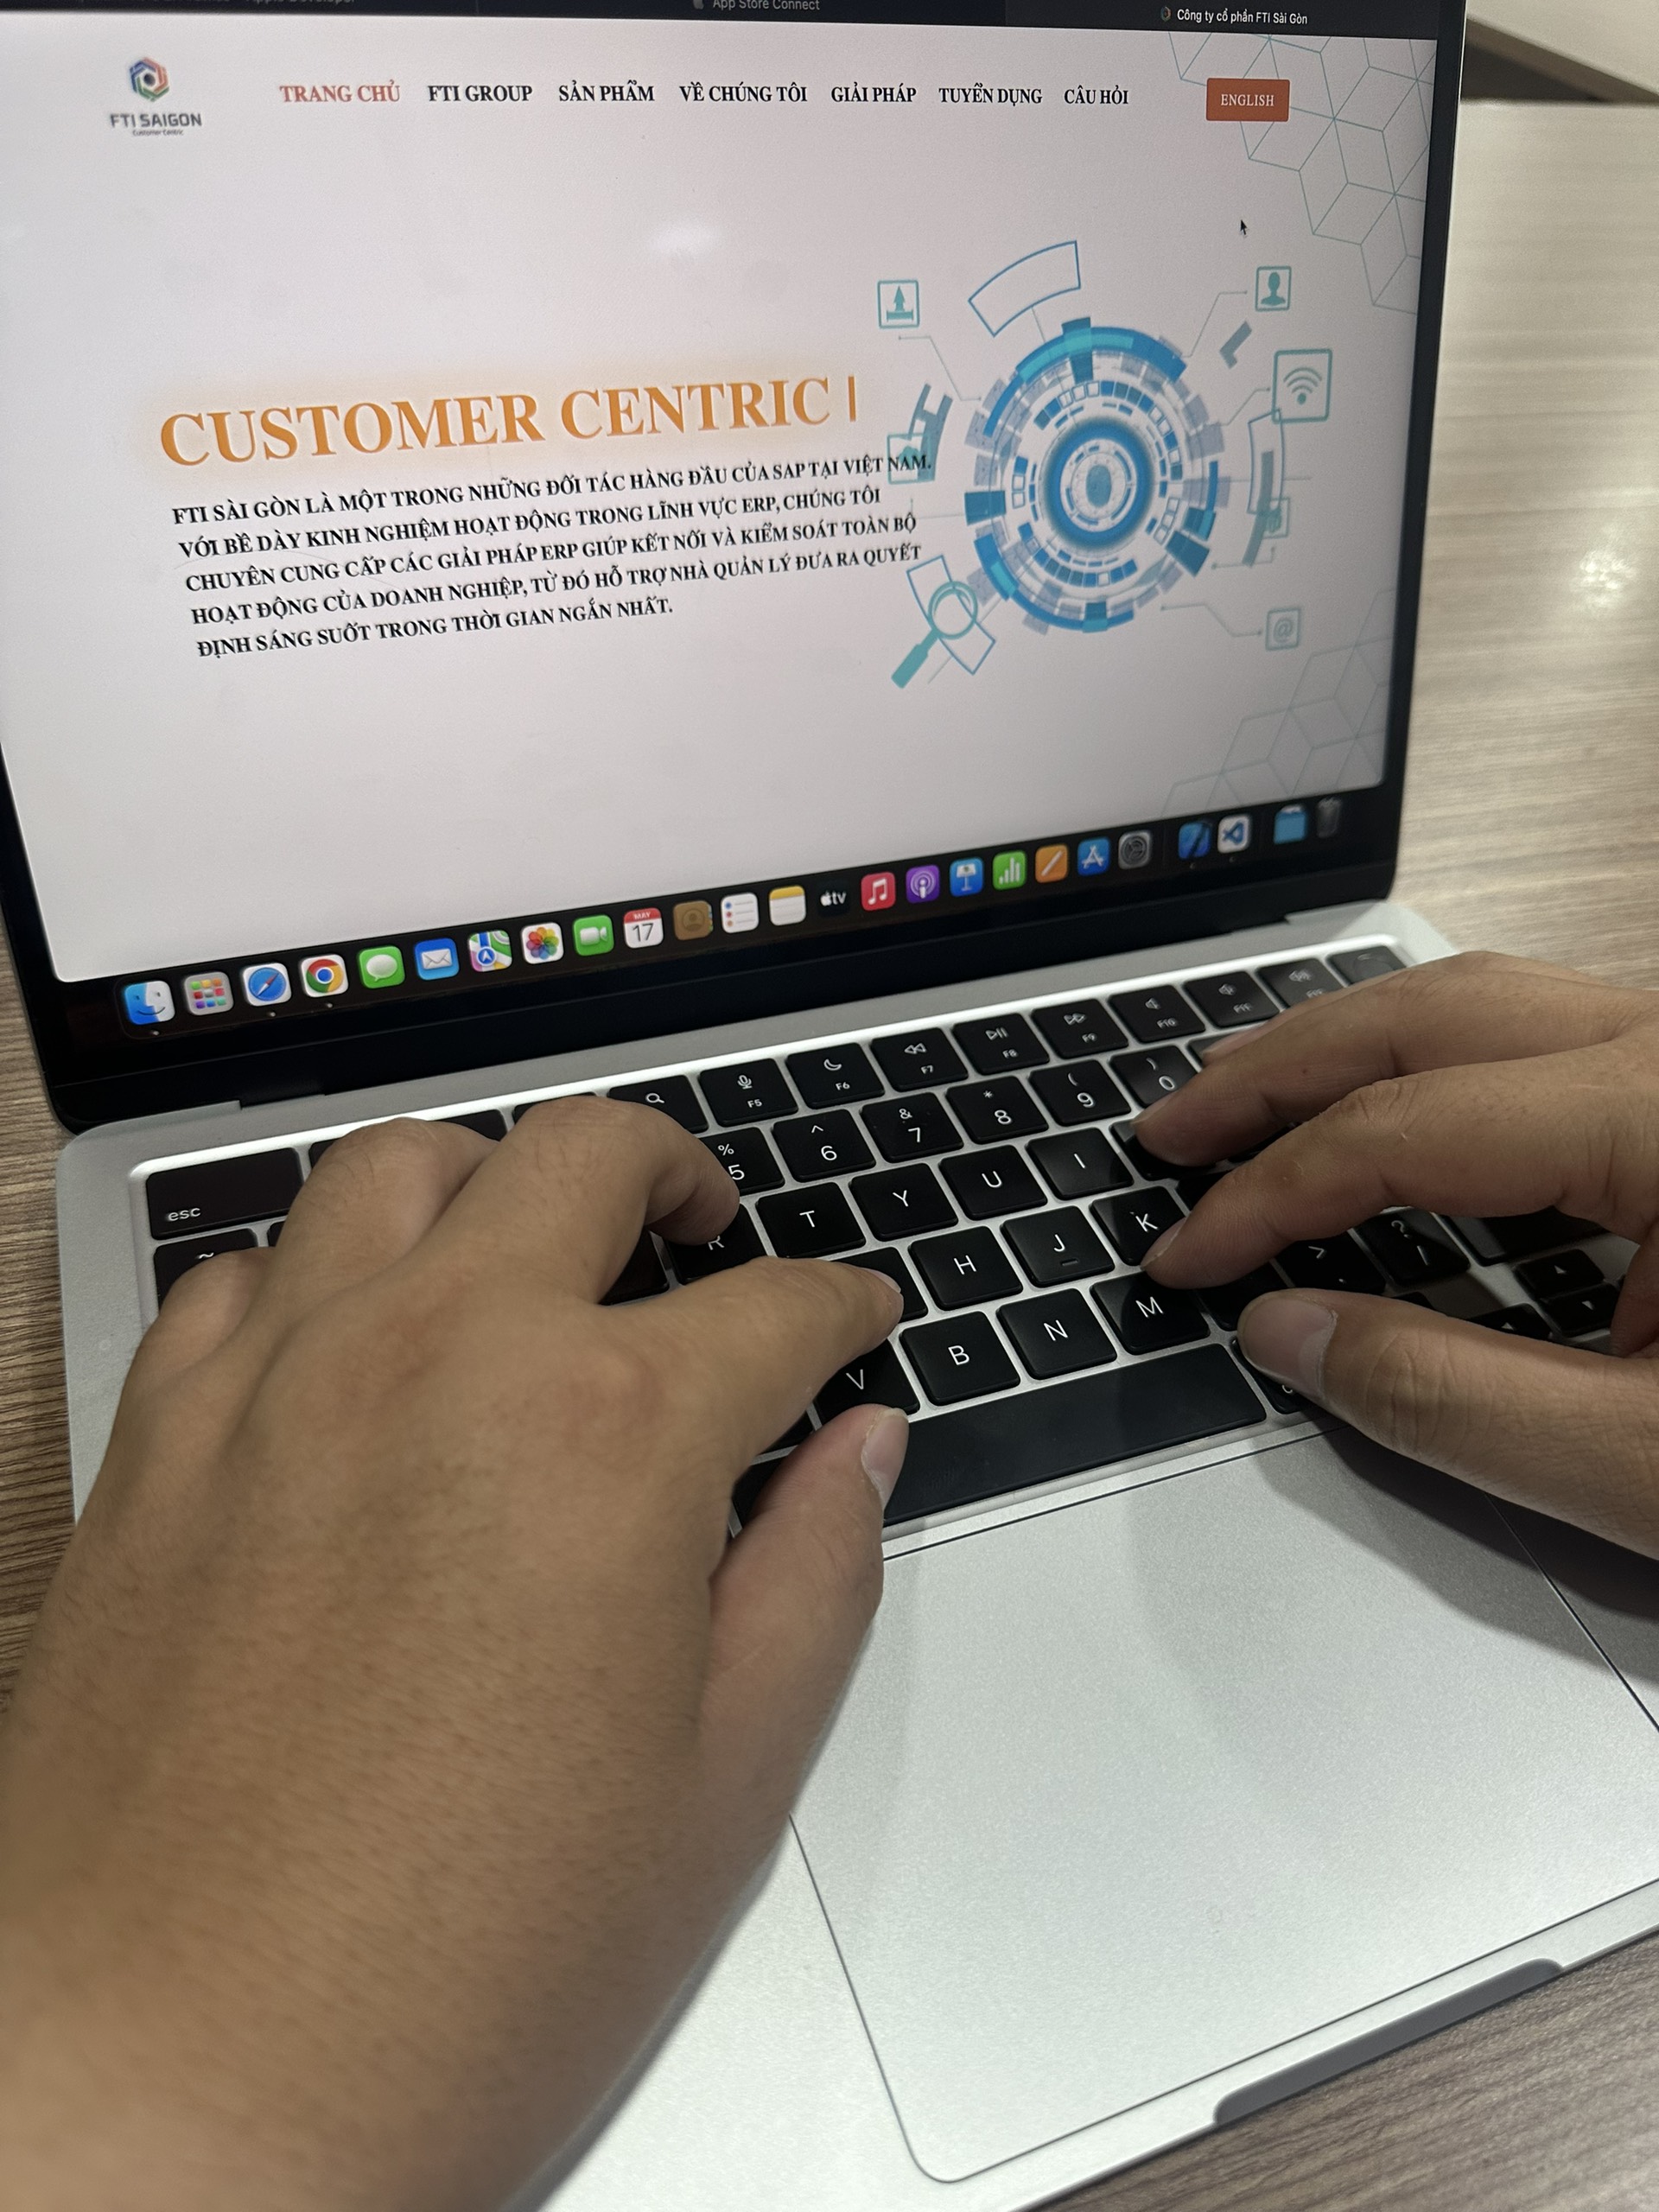 App Store Connect
Công ty cổ phần FTI Sài Gòn
FTI SAIGON
Customer Centric
TRANG CHỦ FTI GROUP SẢN PHẨM VỀ CHÚNG TÔI GIẢI PHÁP TUYỂN DỤNG CÂU HỎI ENGLISH
CUSTOMER CENTRIC |
FTI SÀI GÒN LÀ MỘT TRONG NHỮNG ĐỐI TÁC HÀNG ĐẦU CỦA SAP TẠI VIỆT NAM.
VỚI BỀ DÀY KINH NGHIỆM HOẠT ĐỘNG TRONG LĨNH VỰC ERP, CHÚNG TÔI
CHUYÊN CUNG CẤP CÁC GIẢI PHÁP ERP GIÚP KẾT NỐI VÀ KIỂM SOÁT TOÀN BỘ
HOẠT ĐỘNG CỦA DOANH NGHIỆP, TỪ ĐÓ HỖ TRỢ NHÀ QUẢN LÝ ĐƯA RA QUYẾT
ĐỊNH SÁNG SUỐT TRONG THỜI GIAN NGẮN NHẤT.
@
MAY
17
tv
F5 F6 F7 F8 F9 F10 F11 F12
esc
% ^ & * ( )
5 6 7 8 9 0
~
R T Y U I
H J K
V B N M > ?